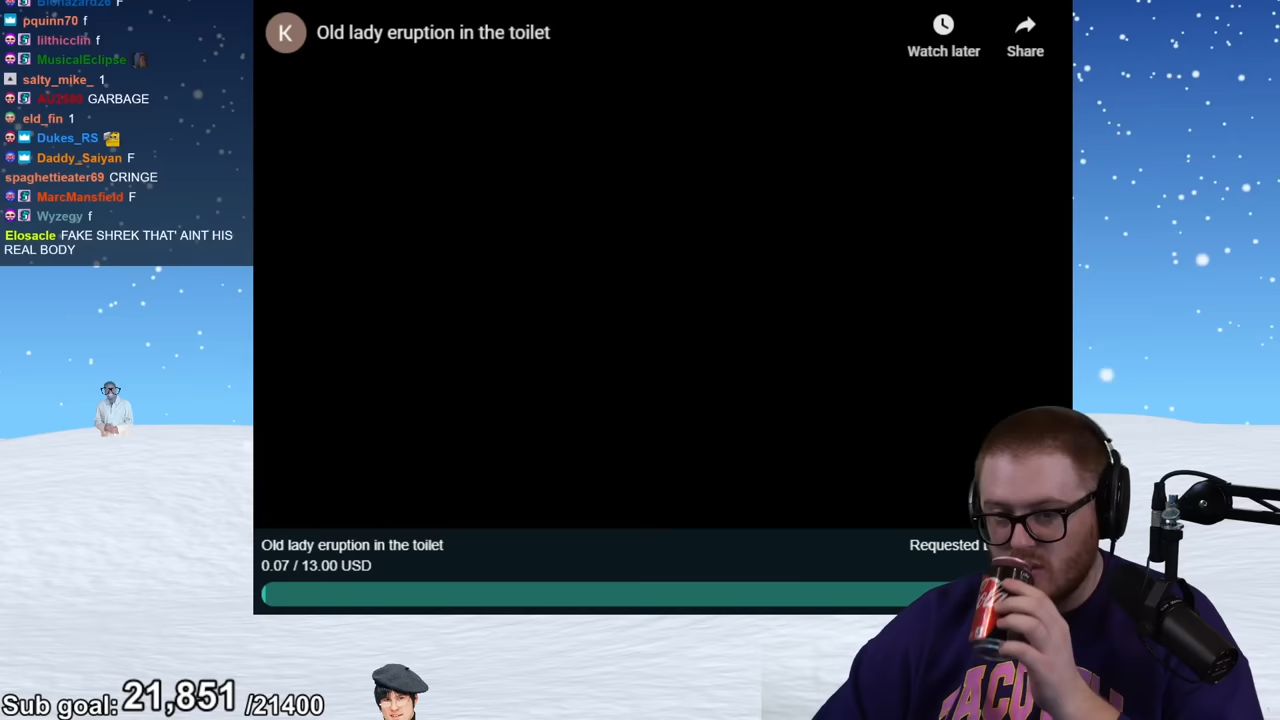 Biohazard26 F
pquinn70 f
lilthicclin f
MusicalEclipse
salty_mike_ 1
GARBAGE
eld_fin 1
Dukes_RS
Daddy_Saiyan F
spaghettieater69 CRINGE
MarcMansfield F
Wyzegy f
Elosacle FAKE SHREK THAT' AINT HIS
REAL BODY
K
Old lady eruption in the toilet
Watch later
Share
Old lady eruption in the toilet
Requested
0.07 / 13.00 USD
Sub goal: 21,851 /21400